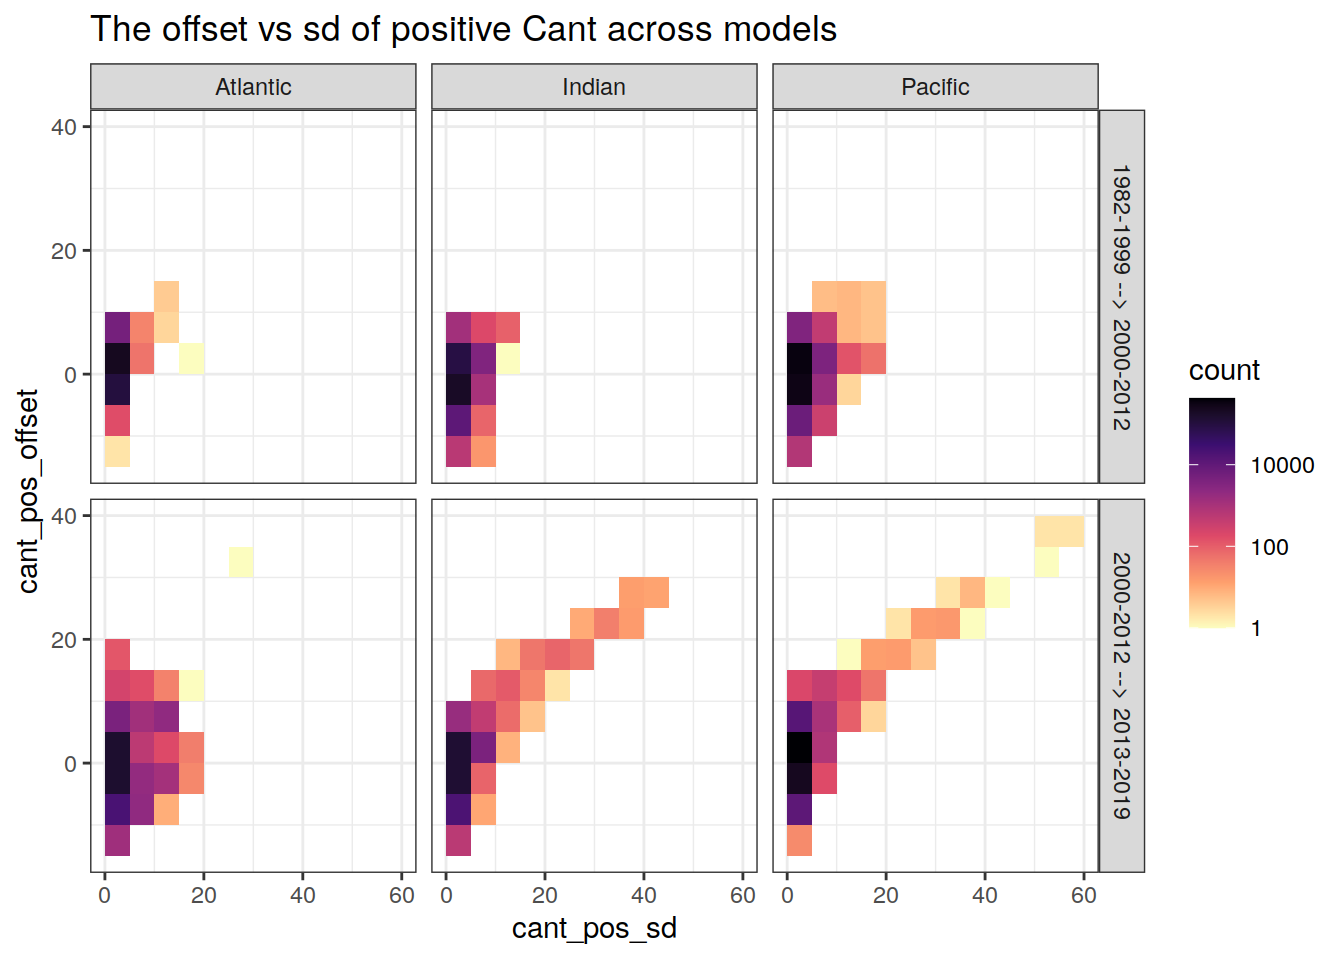 The offset vs sd of positive Cant across models
Atlantic
Indian
Pacific
40
20
0
1982-1999 --> 2000-2012
40
20
0
2000-2012 --> 2013-2019
cant_pos_offset
0
20
40
60
0
20
40
60
0
20
40
60
cant_pos_sd
count
10000
100
1